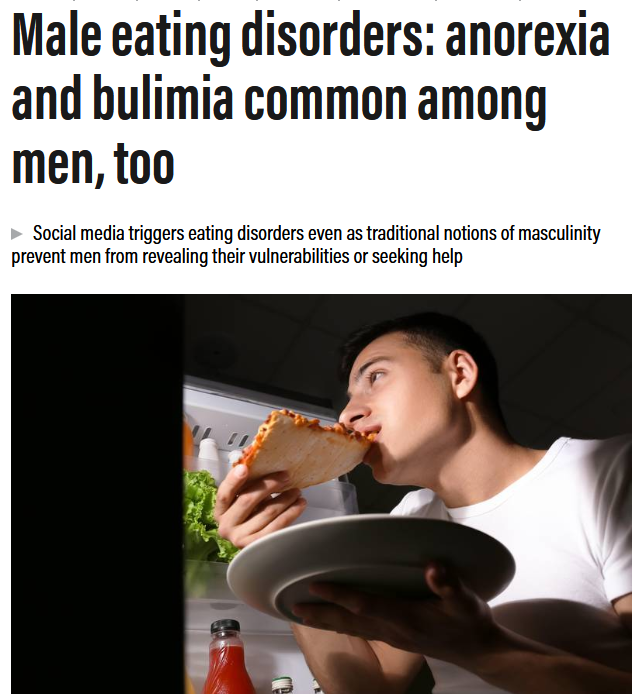 Male eating disorders: anorexia
and bulimia common among
men, too
Social media triggers eating disorders even as traditional notions of masculinity
prevent men from revealing their vulnerabilities or seeking help